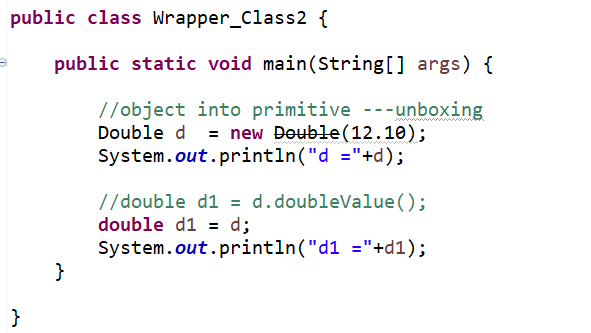 public class Wrapper_Class2 {
public static void main(String[] args) {
//object into primitive ---unboxing
Double d  = new Double(12.10);
System.out.println("d ="+d);
//double d1 = d.doubleValue();
double d1 = d;
System.out.println("d1 ="+d1);
}
}